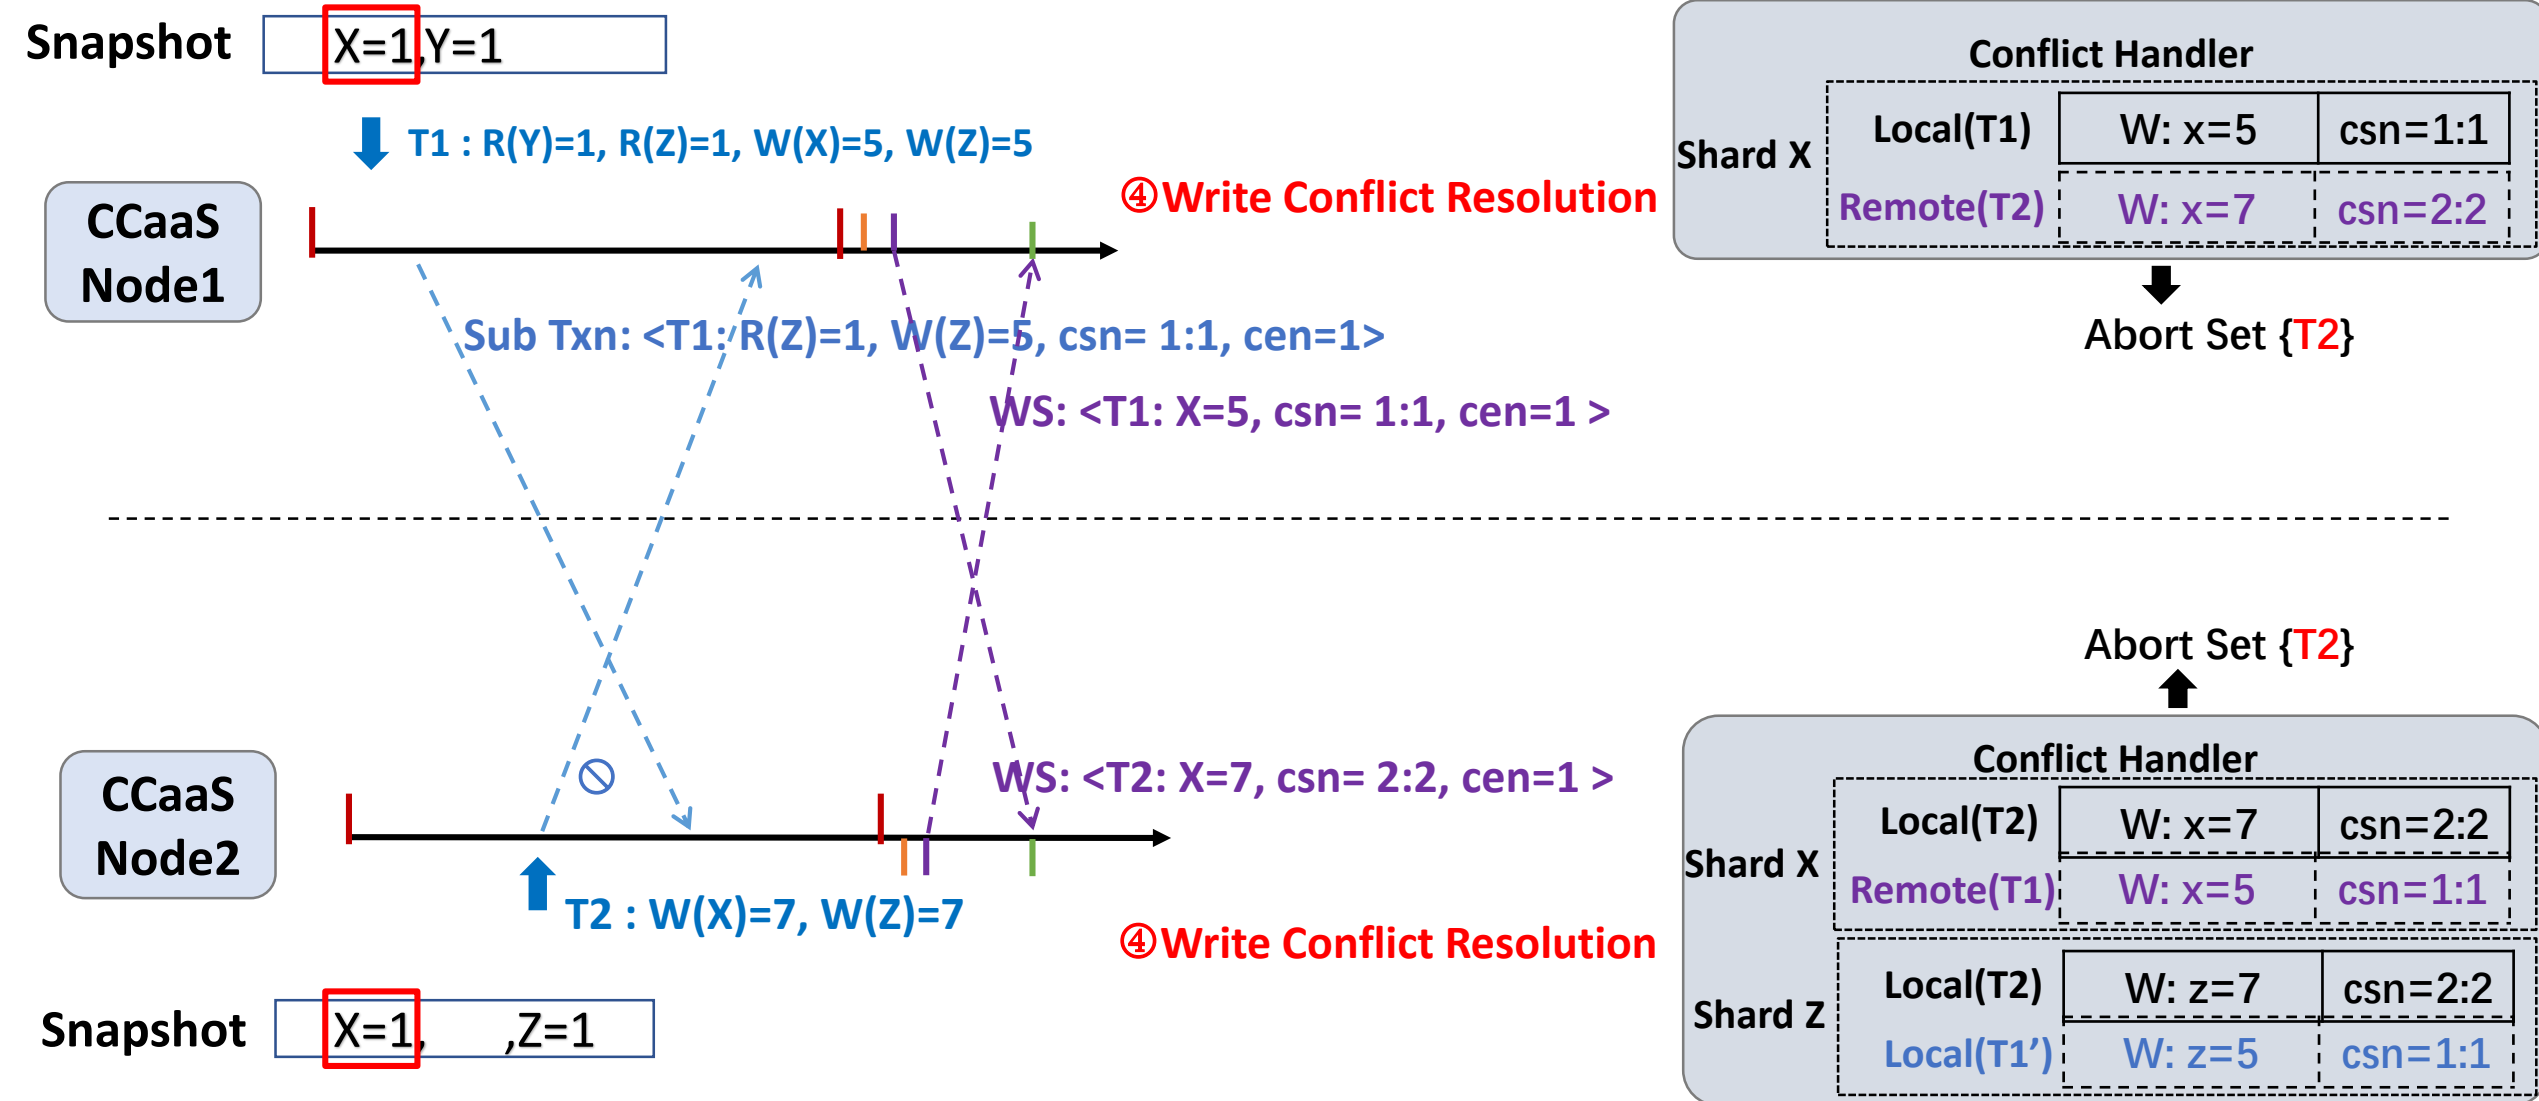 Snapshot X=1,Y=1
T1 : R(Y)=1, R(Z)=1, W(X)=5, W(Z)=5
CCaaS
Node1
④Write Conflict Resolution
Sub Txn: <T1: R(Z)=1, W(Z)=5, csn= 1:1, cen=1>
WS: <T1: X=5, csn= 1:1, cen=1 >
Conflict Handler
Shard X
Local(T1) W: x=5 csn=1:1
Remote(T2) W: x=7 csn=2:2
Abort Set {T2}
CCaaS
Node2
WS: <T2: X=7, csn= 2:2, cen=1 >
T2 : W(X)=7, W(Z)=7
④Write Conflict Resolution
Snapshot X=1, ,Z=1
Abort Set {T2}
Conflict Handler
Shard X
Local(T2) W: x=7 csn=2:2
Remote(T1) W: x=5 csn=1:1
Shard Z
Local(T2) W: z=7 csn=2:2
Local(T1’) W: z=5 csn=1:1